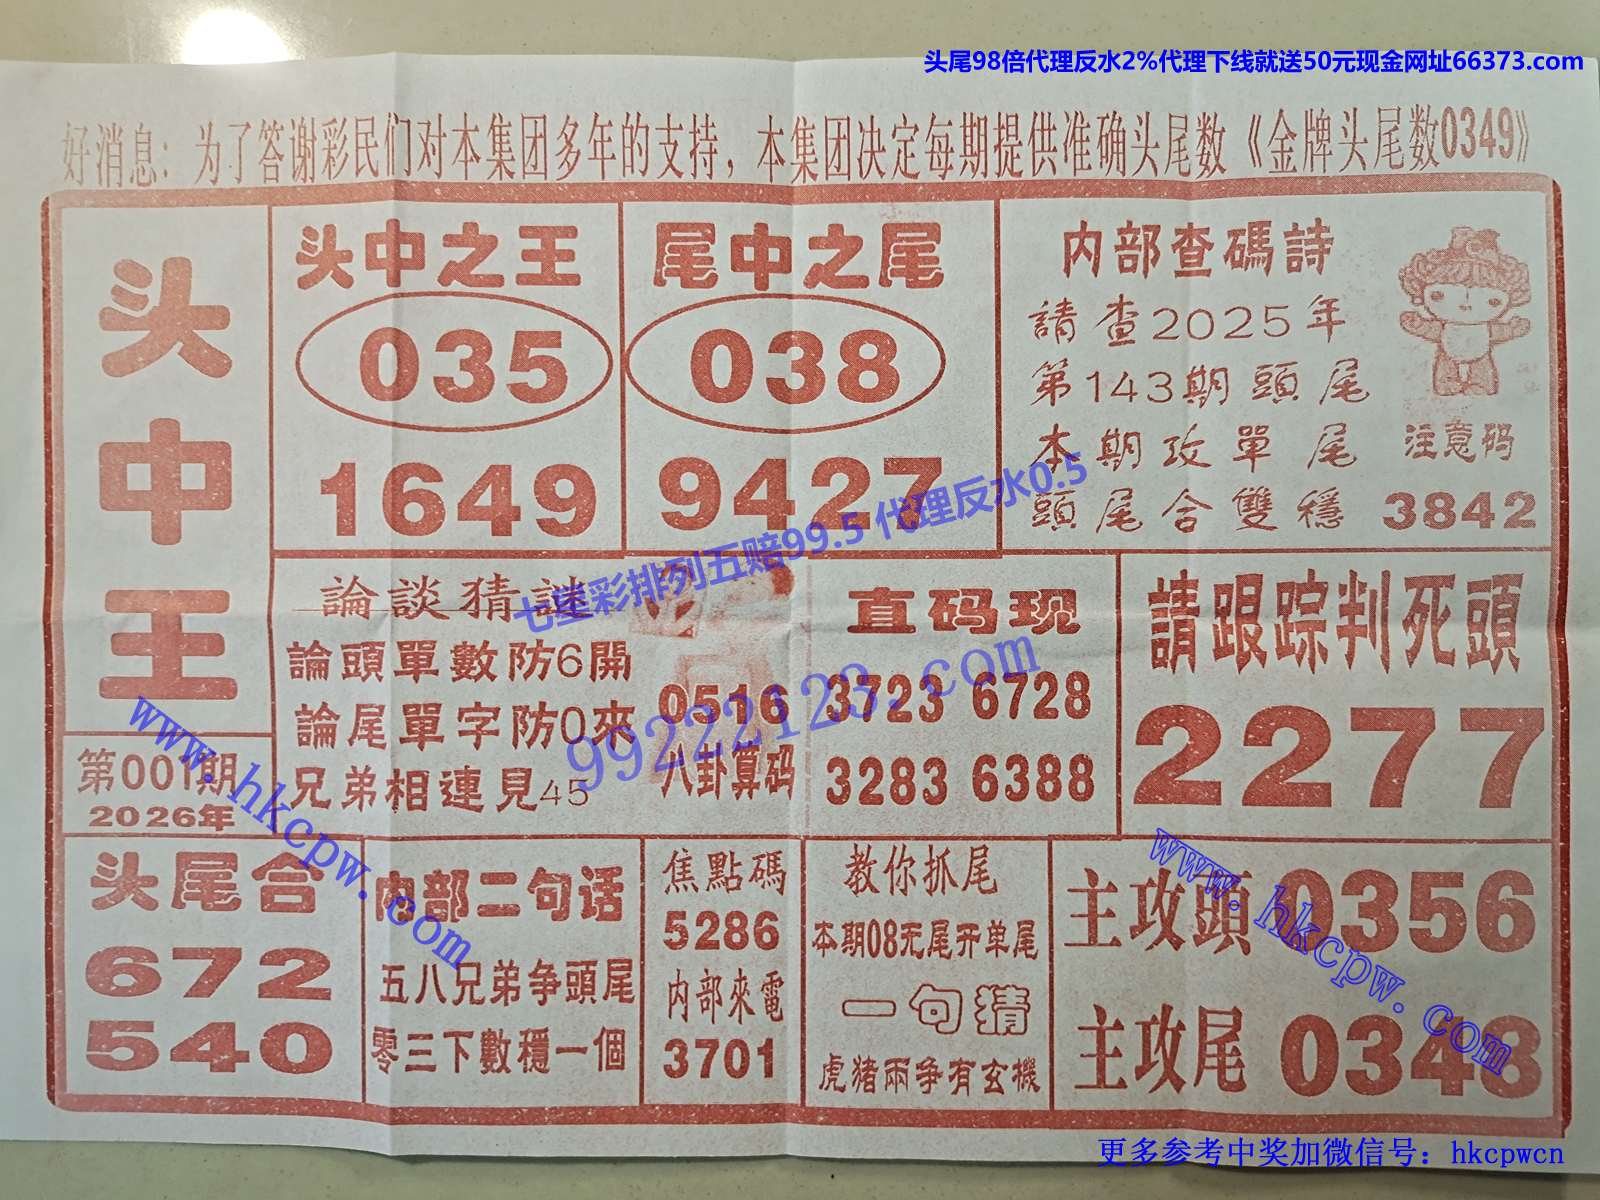 头尾98倍代理反水2%代理下线就送50元现金网址66373.com
好消息：为了答谢彩民们对本集团多年的支持，本集团决定每期提供准确头尾数《金牌头尾数0349》
头中王
第001期
2026年
头中之王
035
1649
尾中之尾
038
9427
内部查碼詩
請查2025年
第143期頭尾
本期攻單尾
頭尾合雙穩
注意码
3842
七星彩排列五赔99.5 代理反水0.5
論談猜謎
論頭單數防6開
論尾單字防0來
兄弟相連見45
0516
八卦算码
直码现
3723 6728
3283 6388
99222123.com
請跟踪判死頭
2277
www.hkcpw.com
头尾合
672
540
内部二句话
五八兄弟争頭尾
零三下數穩一個
焦點碼
5286
内部來電
3701
教你抓尾
本期08无尾开单尾
一句猜
虎猪兩争有玄機
主攻頭 0356
主攻尾 0348
www.hkcpw.com
更多参考中奖加微信号：hkcpwcn